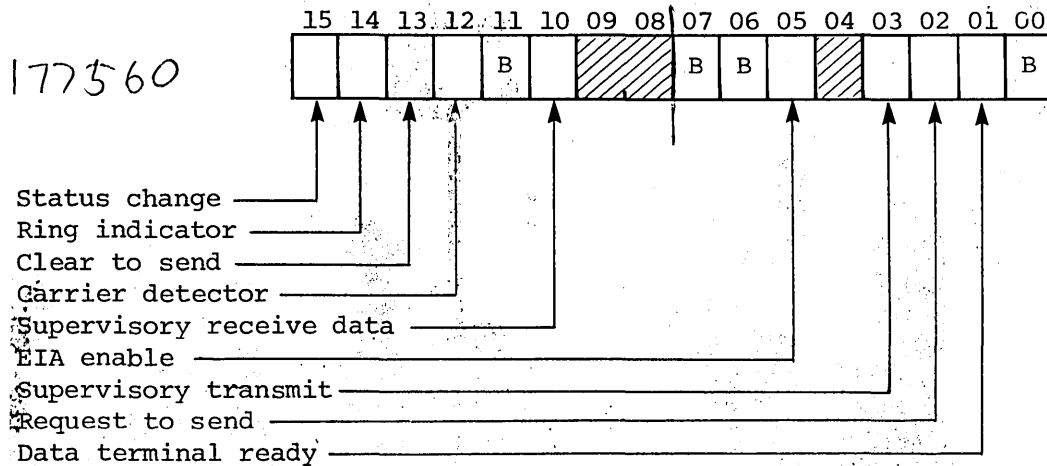 15 14 13 12 11 10 09 08 07 06 05 04 03 02 01 00
177560
B B B B
Status change
Ring indicator
Clear to send
Carrier detector
Supervisory receive data
EIA enable
Supervisory transmit
Request to send
Data terminal ready